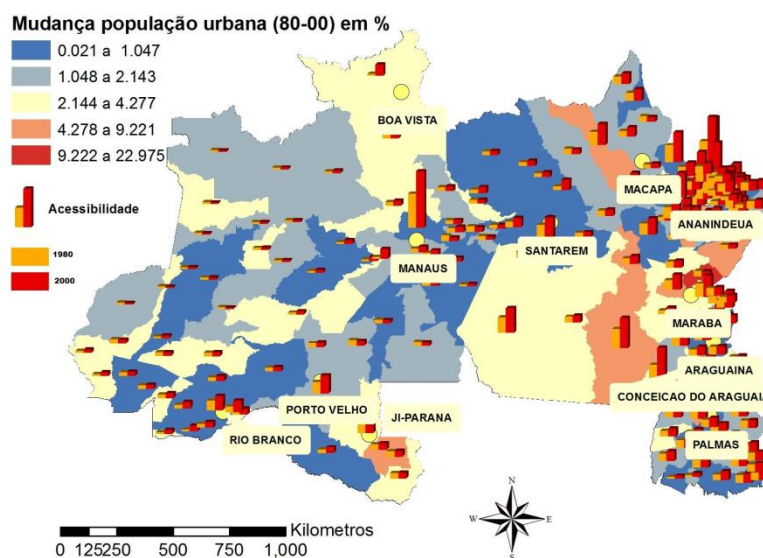 Mudança população urbana (80-00) em %
0.021 a 1.047
1.048 a 2.143
2.144 a 4.277
4.278 a 9.221
9.222 a 22.975
Acessibilidade
1980
2000
BOA VISTA
MACAPA
ANANINDEUA
SANTAREM
MANAUS
MARABA
ARAGUAINA
CONCEICAO DO ARAGUAIA
PORTO VELHO
JI-PARANA
RIO BRANCO
PALMAS
N
W E
S
Kilometros
0 125250 500 750 1,000